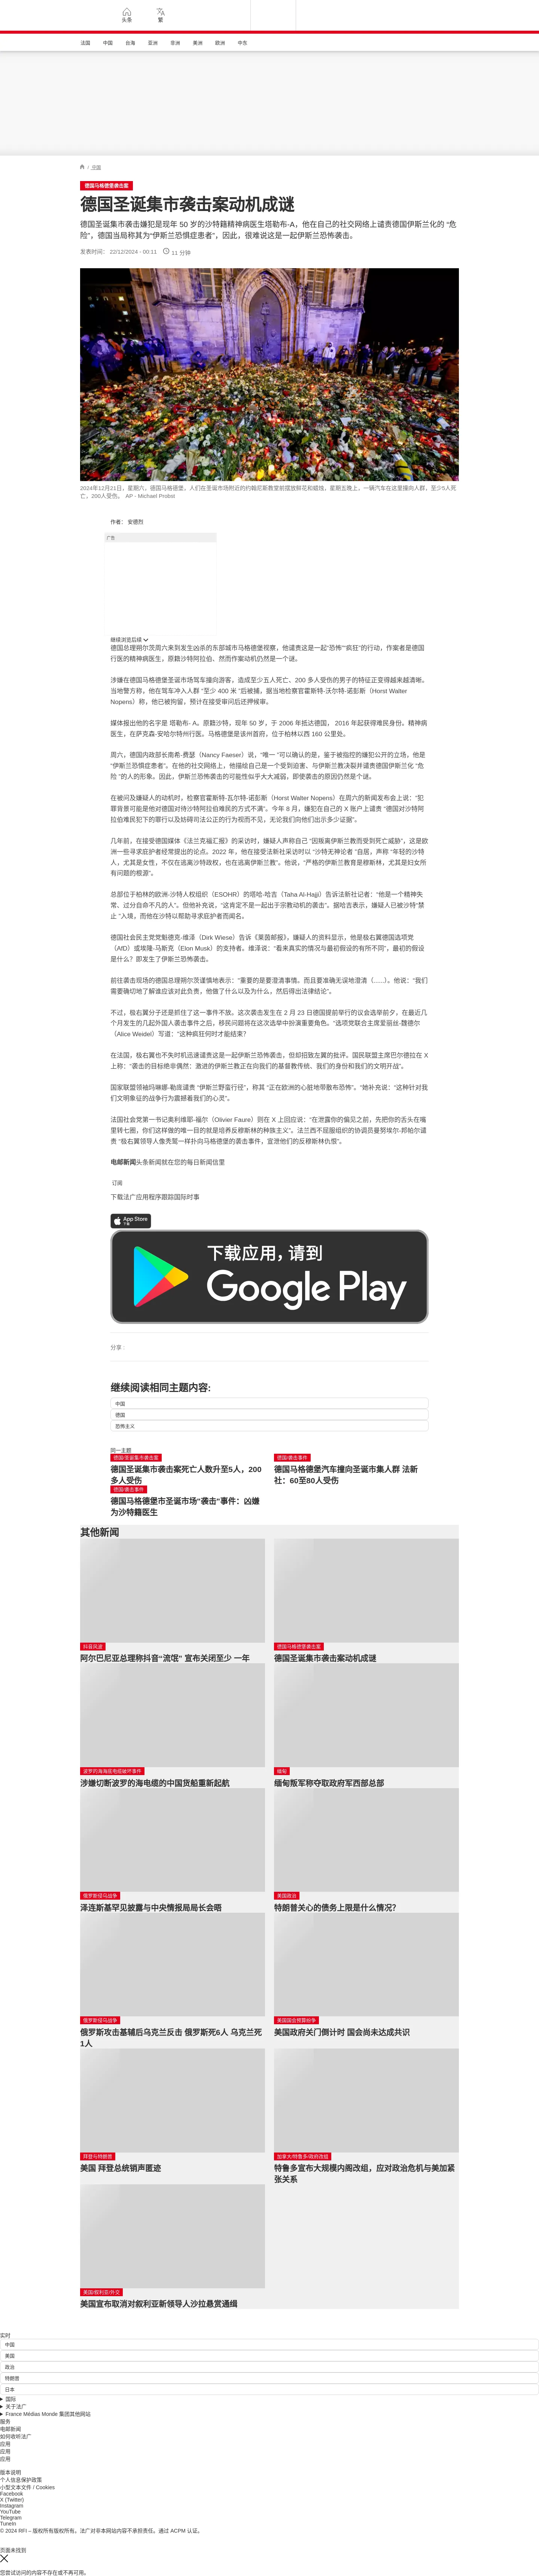 头条
繁
法国 中国 台海 亚洲 非洲 美洲 欧洲 中东
/ 中国
德国马格德堡袭击案
德国圣诞集市袭击案动机成谜
德国圣诞集市袭击嫌犯是现年 50 岁的沙特籍精神病医生塔勒布-A，他在自己的社交网络上谴责德国伊斯兰化的 “危险”，德国当局称其为“伊斯兰恐惧症患者”，因此，很难说这是一起伊斯兰恐怖袭击。
发表时间： 22/12/2024 - 00:11 11 分钟
2024年12月21日，星期六，德国马格德堡，人们在圣诞市场附近的约翰尼斯教堂前摆放鲜花和蜡烛，星期五晚上，一辆汽车在这里撞向人群，至少5人死亡，200人受伤。 AP - Michael Probst
作者： 安德烈
广告
继续浏览后续
德国总理朔尔茨周六来到发生凶杀的东部城市马格德堡视察，他谴责这是一起“恐怖”“疯狂”的行动，作案者是德国行医的精神病医生，原籍沙特阿拉伯，然而作案动机仍然是一个谜。
涉嫌在德国马格德堡圣诞市场驾车撞向游客，造成至少五人死亡、200 多人受伤的男子的特征正变得越来越清晰。当地警方称，他在驾车冲入人群 “至少 400 米 ”后被捕。据当地检察官霍斯特-沃尔特-诺彭斯（Horst Walter Nopens）称，他已被拘留，预计在接受审问后还押候审。
媒体报出他的名字是 塔勒布- A。原籍沙特，现年 50 岁，于 2006 年抵达德国， 2016 年起获得难民身份，精神病医生，在萨克森-安哈尔特州行医。马格德堡是该州首府，位于柏林以西 160 公里处。
周六，德国内政部长南希-费瑟（Nancy Faeser）说，“唯一 ”可以确认的是，鉴于被指控的嫌犯公开的立场，他是 “伊斯兰恐惧症患者”。在他的社交网络上，他描绘自己是一个受到迫害、与伊斯兰教决裂并谴责德国伊斯兰化 “危险 ”的人的形象。因此，伊斯兰恐怖袭击的可能性似乎大大减弱，即使袭击的原因仍然是个谜。
在被问及嫌疑人的动机时，检察官霍斯特-瓦尔特-诺彭斯（Horst Walter Nopens）在周六的新闻发布会上说：“犯罪背景可能是他对德国对待沙特阿拉伯难民的方式不满”。今年 8 月，嫌犯在自己的 X 账户上谴责 “德国对沙特阿拉伯难民犯下的罪行以及妨碍司法公正的行为视而不见，无论我们向他们出示多少证据”。
几年前，在接受德国媒体《法兰克福汇报》的采访时，嫌疑人声称自己 “因叛离伊斯兰教而受到死亡威胁”，这是欧洲一些寻求庇护者经常提出的论点。2022 年，他在接受法新社采访时以 “沙特无神论者 ”自居，声称 “年轻的沙特人，尤其是女性，不仅在逃离沙特政权，也在逃离伊斯兰教”。他说，“严格的伊斯兰教育是穆斯林，尤其是妇女所有问题的根源”。
总部位于柏林的欧洲-沙特人权组织（ESOHR）的塔哈-哈吉（Taha Al-Hajji）告诉法新社记者：“他是一个精神失常、过分自命不凡的人”。但他补充说，“这肯定不是一起出于宗教动机的袭击”。据哈吉表示，嫌疑人已被沙特“禁止 ”入境，而他在沙特以帮助寻求庇护者而闻名。
德国社会民主党党魁德克-维泽（Dirk Wiese）告诉《莱茵邮报》，嫌疑人的资料显示，他是极右翼德国选项党（AfD）或埃隆-马斯克（Elon Musk）的支持者。维泽说：“看来真实的情况与最初假设的有所不同”，最初的假设是什么？即发生了伊斯兰恐怖袭击。
前往袭击现场的德国总理朔尔茨谨慎地表示：“重要的是要澄清事情。而且要准确无误地澄清（......）。他说：“我们需要确切地了解谁应该对此负责，他做了什么以及为什么，然后得出法律结论”。
不过，极右翼分子还是抓住了这一事件不放。这次袭击发生在 2 月 23 日德国提前举行的议会选举前夕，在最近几个月发生的几起外国人袭击事件之后，移民问题将在这次选举中扮演重要角色。“选项党联合主席爱丽丝-魏德尔（Alice Weidel）写道：“这种疯狂何时才能结束？
在法国，极右翼也不失时机迅速谴责这是一起伊斯兰恐怖袭击，但却招致左翼的批评。国民联盟主席巴尔德拉在 X 上称：“袭击的目标绝非偶然：激进的伊斯兰教正在向我们的基督教传统、我们的身份和我们的文明开战”。
国家联盟领袖玛琳娜-勒庞谴责 “伊斯兰野蛮行径”，称其 “正在欧洲的心脏地带散布恐怖”。“她补充说：“这种针对我们文明象征的战争行为震撼着我们的心灵”。
法国社会党第一书记奥利维耶-福尔（Olivier Faure）则在 X 上回应说：“在泄露你的偏见之前，先把你的舌头在嘴里转七圈。你们这样做的唯一目的就是培养反穆斯林的种族主义”。法兰西不屈服组织的协调员曼努埃尔-邦帕尔谴责 “极右翼领导人像秃鹫一样扑向马格德堡的袭击事件，宣泄他们的反穆斯林仇恨”。
电邮新闻头条新闻就在您的每日新闻信里
订阅
下载法广应用程序跟踪国际时事
App Store
下载应用，请到
Google Play
分享 :
继续阅读相同主题内容:
中国
德国
恐怖主义
同一主题
德国/圣诞集市袭击案
德国圣诞集市袭击案死亡人数升至5人，200多人受伤
德国/袭击事件
德国马格德堡汽车撞向圣诞市集人群 法新社：60至80人受伤
德国/袭击事件
德国马格德堡市圣诞市场"袭击"事件：凶嫌为沙特籍医生
其他新闻
抖音风波
阿尔巴尼亚总理称抖音“流氓” 宣布关闭至少 一年
德国马格德堡袭击案
德国圣诞集市袭击案动机成谜
波罗的海海底电缆破坏事件
涉嫌切断波罗的海电缆的中国货船重新起航
缅甸
缅甸叛军称夺取政府军西部总部
俄罗斯侵乌战争
泽连斯基罕见披露与中央情报局局长会晤
美国政治
特朗普关心的债务上限是什么情况？
俄罗斯侵乌战争
俄罗斯攻击基辅后乌克兰反击 俄罗斯死6人 乌克兰死1人
美国国会预算纷争
美国政府关门倒计时 国会尚未达成共识
拜登与特朗普
美国 拜登总统销声匿迹
加拿大/特鲁多/政府改组
特鲁多宣布大规模内阁改组，应对政治危机与美加紧张关系
美国/叙利亚/外交
美国宣布取消对叙利亚新领导人沙拉悬赏通缉
实时
中国
美国
政治
特朗普
日本
国际
关于法广
France Médias Monde 集团其他网站
服务
电邮新闻
如何收听法广
应用
应用
应用
版本说明
个人信息保护政策
小型文本文件 / Cookies
Facebook
X (Twitter)
Instagram
YouTube
Telegram
TuneIn
© 2024 RFI – 版权所有版权所有。法广对非本网站内容不承担责任。通过 ACPM 认证。
页面未找到
您尝试访问的内容不存在或不再可用。